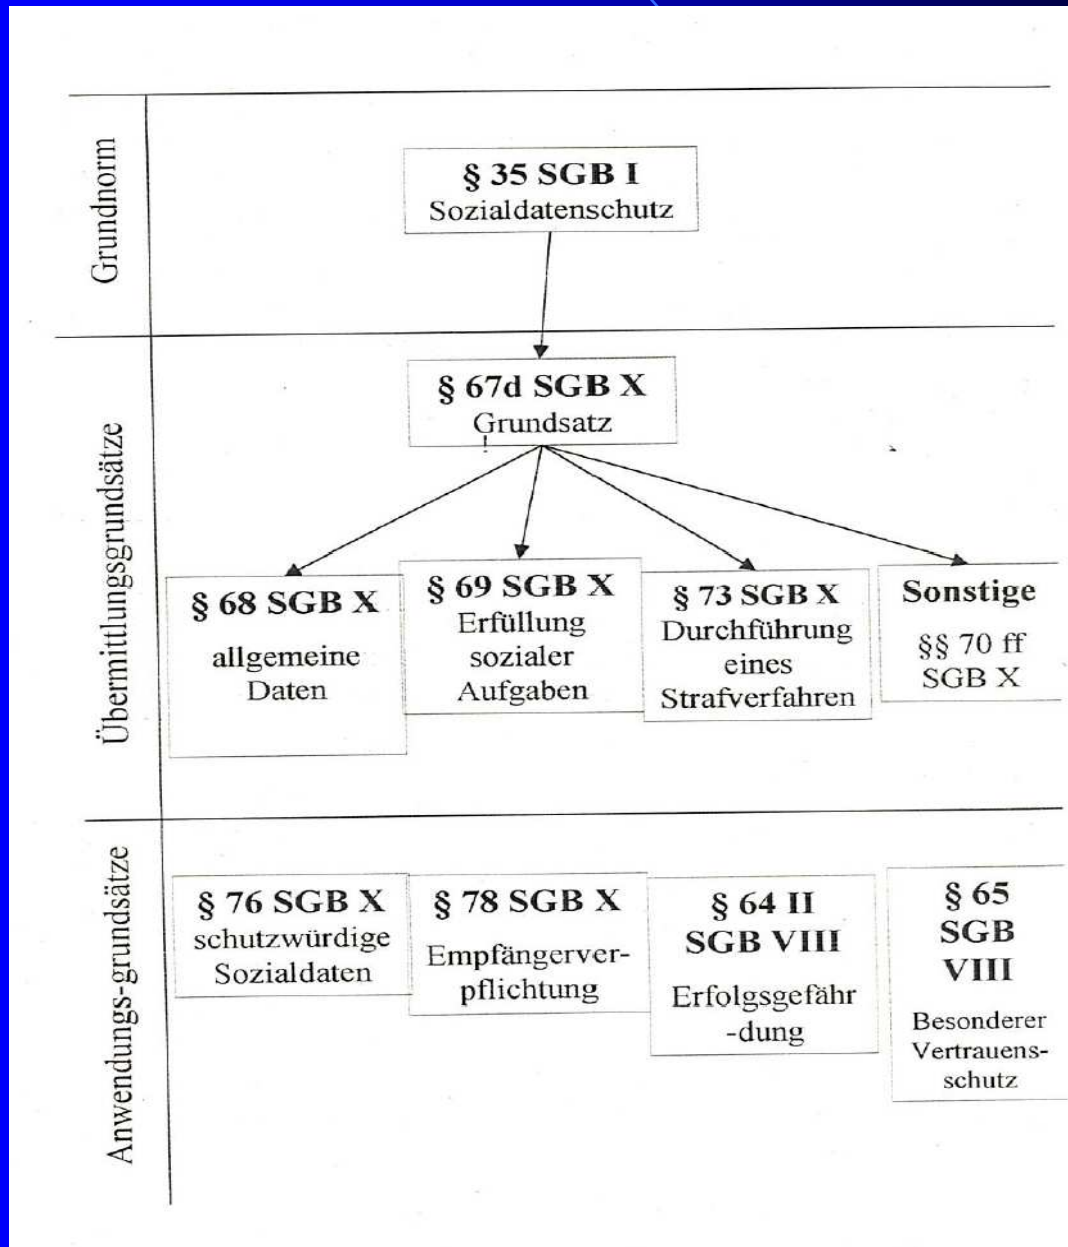 Grundnorm
§ 35 SGB I
Sozialdatenschutz
Übermittlungsgrundsätze
§ 67d SGB X
Grundsatz
§ 68 SGB X
allgemeine
Daten
§ 69 SGB X
Erfüllung
sozialer
Aufgaben
§ 73 SGB X
Durchführung
eines
Strafverfahren
Sonstige
§§ 70 ff
SGB X
Anwendungs-grundsätze
§ 76 SGB X
schutzwürdige
Sozialdaten
§ 78 SGB X
Empfängerver-
pflichtung
§ 64 II
SGB VIII
Erfolgsgefähr
-dung
§ 65
SGB
VIII
Besonderer
Vertrauens-
schutz